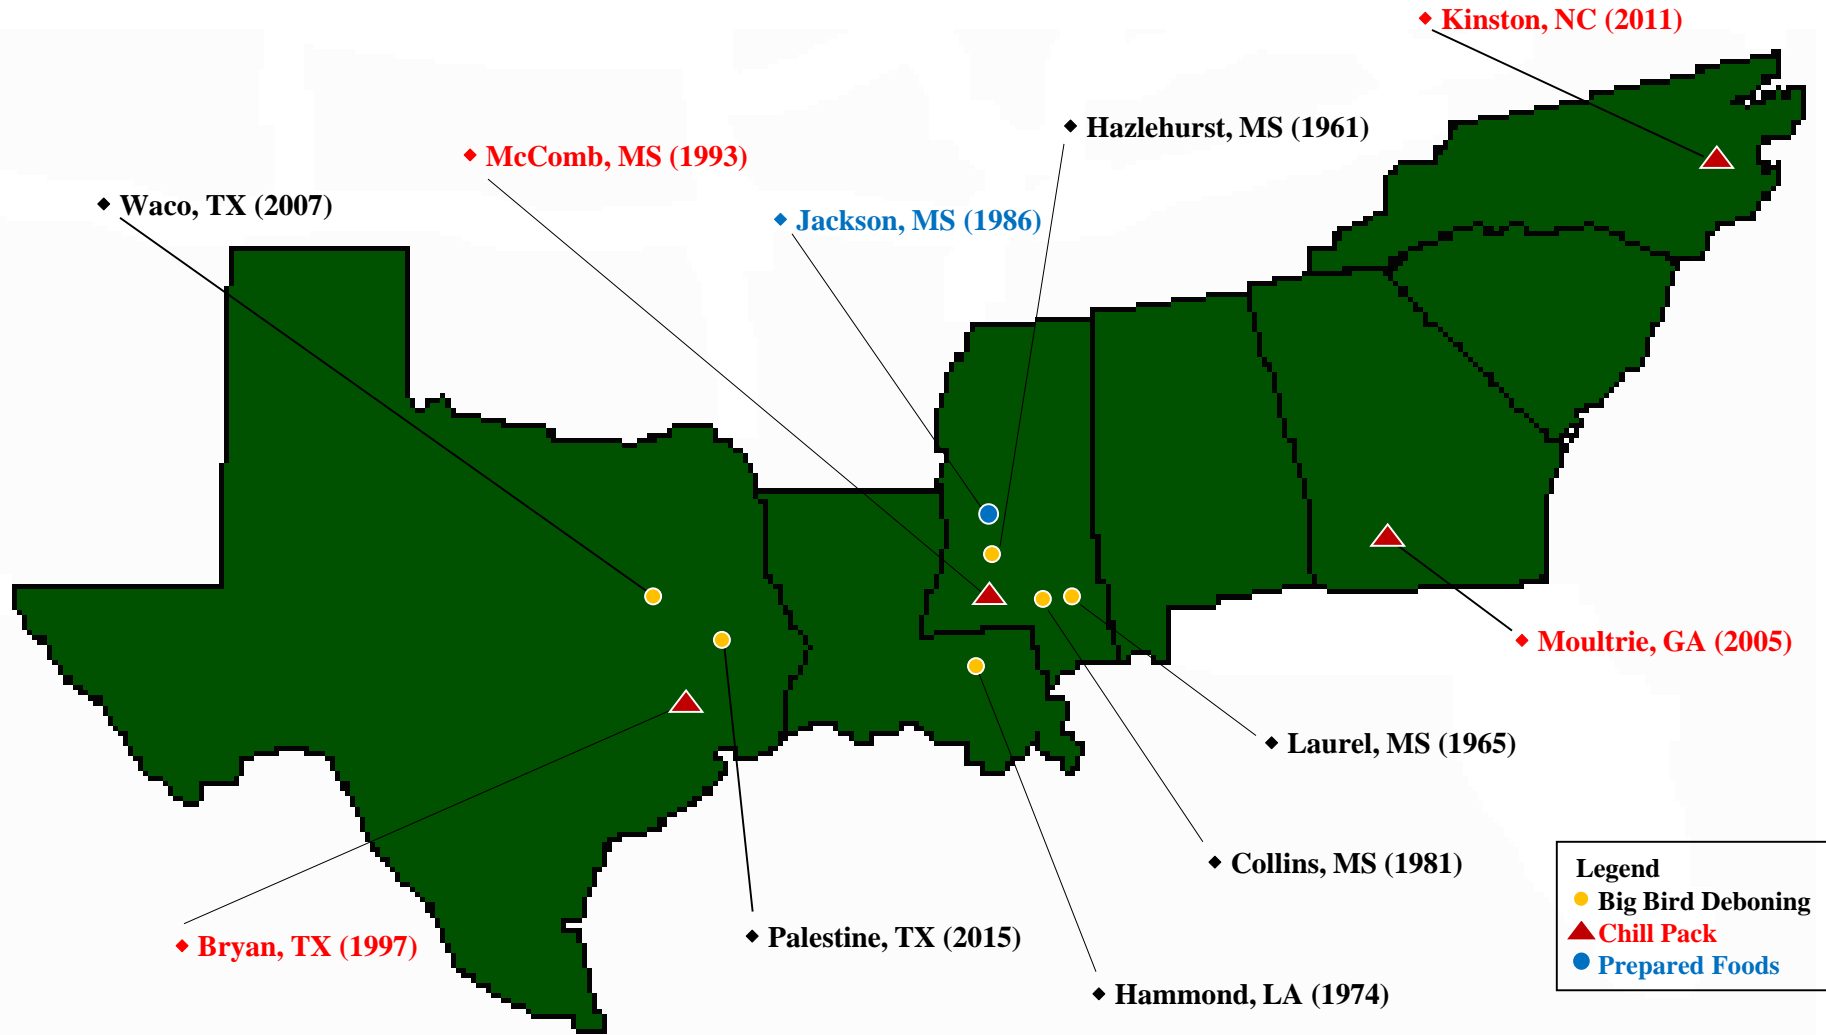 Kinston, NC (2011)
Hazlehurst, MS (1961)
McComb, MS (1993)
Waco, TX (2007)
Jackson, MS (1986)
Moultrie, GA (2005)
Laurel, MS (1965)
Collins, MS (1981)
Palestine, TX (2015)
Bryan, TX (1997)
Hammond, LA (1974)
Legend
Big Bird Deboning
Chill Pack
Prepared Foods